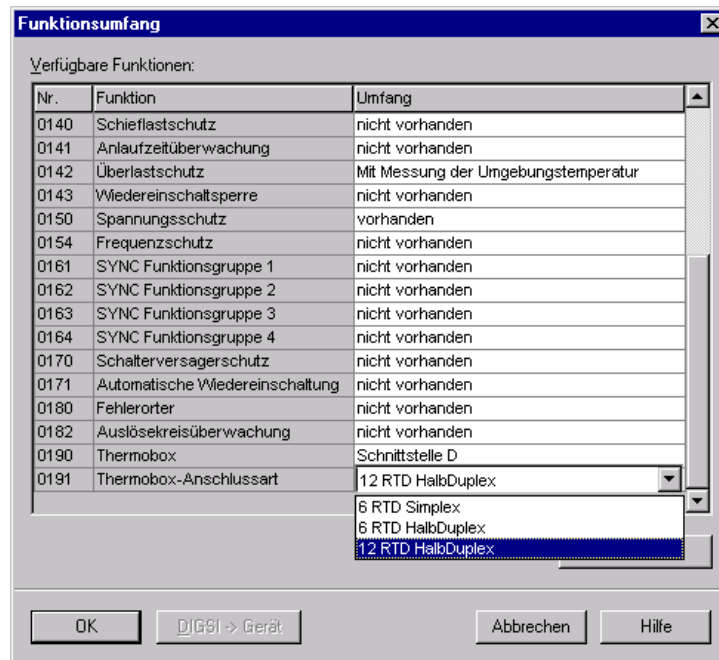 Funktionsumfang
Verfügbare Funktionen:
Nr. Funktion Umfang
0140 Schieflastschutz nicht vorhanden
0141 Anlaufzeitüberwachung nicht vorhanden
0142 Überlastschutz Mit Messung der Umgebungstemperatur
0143 Wiedereinschaltsperre nicht vorhanden
0150 Spannungsschutz vorhanden
0154 Frequenzschutz nicht vorhanden
0161 SYNC Funktionsgruppe 1 nicht vorhanden
0162 SYNC Funktionsgruppe 2 nicht vorhanden
0163 SYNC Funktionsgruppe 3 nicht vorhanden
0164 SYNC Funktionsgruppe 4 nicht vorhanden
0170 Schalterversagerschutz nicht vorhanden
0171 Automatische Wiedereinschaltung nicht vorhanden
0180 Fehlerorter nicht vorhanden
0182 Auslösekreisüberwachung nicht vorhanden
0190 Thermobox Schnittstelle D
0191 Thermobox-Anschlussart 12 RTD HalbDuplex
6 RTD Simplex
6 RTD HalbDuplex
12 RTD HalbDuplex
OK DIGSI -> Gerät Abbrechen Hilfe